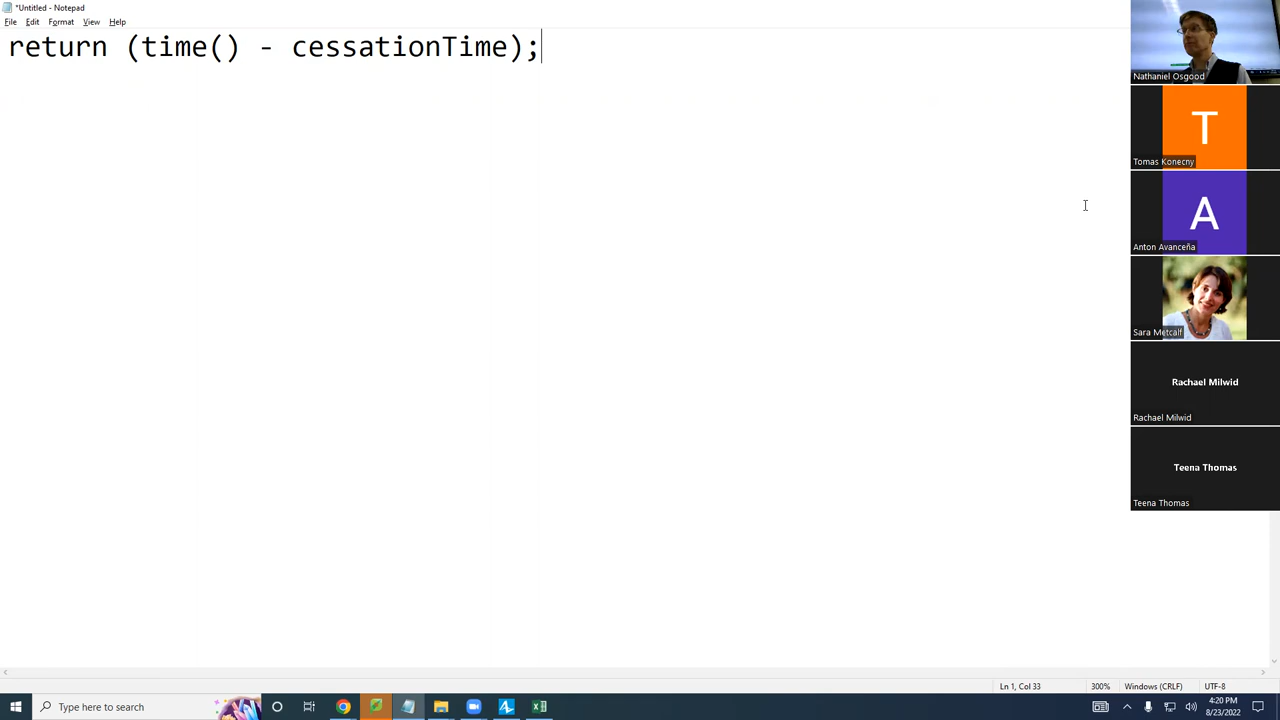 *Untitled - Notepad
File Edit Format View Help
return (time() - cessationTime);
Nathaniel Osgood
T
Tomas Konecny
A
Anton Avanceña
Sara Metcalf
Rachael Milwid
Rachael Milwid
Teena Thomas
Teena Thomas
Ln 1, Col 33 300% Windows (CRLF) UTF-8
Type here to search
4:20 PM
8/23/2022